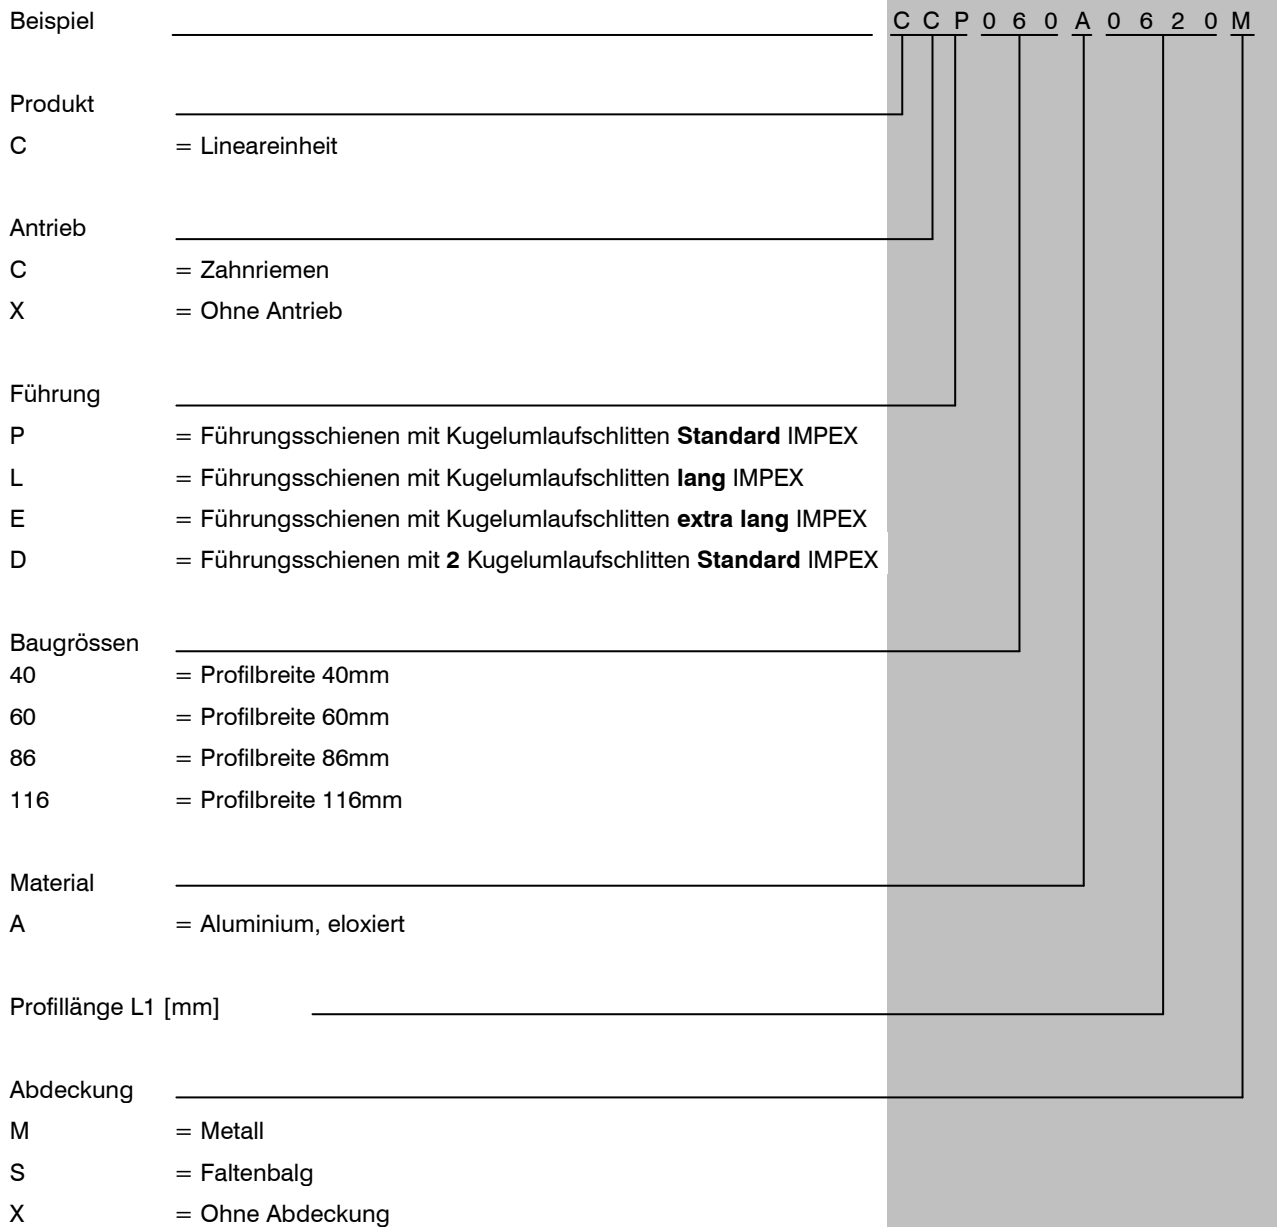 Beispiel C C P 0 6 0 A 0 6 2 0 M
Produkt
C = Lineareinheit
Antrieb
C = Zahnriemen
X = Ohne Antrieb
Führung
P = Führungsschienen mit Kugelumlaufschlitten Standard IMPEX
L = Führungsschienen mit Kugelumlaufschlitten lang IMPEX
E = Führungsschienen mit Kugelumlaufschlitten extra lang IMPEX
D = Führungsschienen mit 2 Kugelumlaufschlitten Standard IMPEX
Baugrössen
40 = Profilbreite 40mm
60 = Profilbreite 60mm
86 = Profilbreite 86mm
116 = Profilbreite 116mm
Material
A = Aluminium, eloxiert
Profillänge L1 [mm]
Abdeckung
M = Metall
S = Faltenbalg
X = Ohne Abdeckung